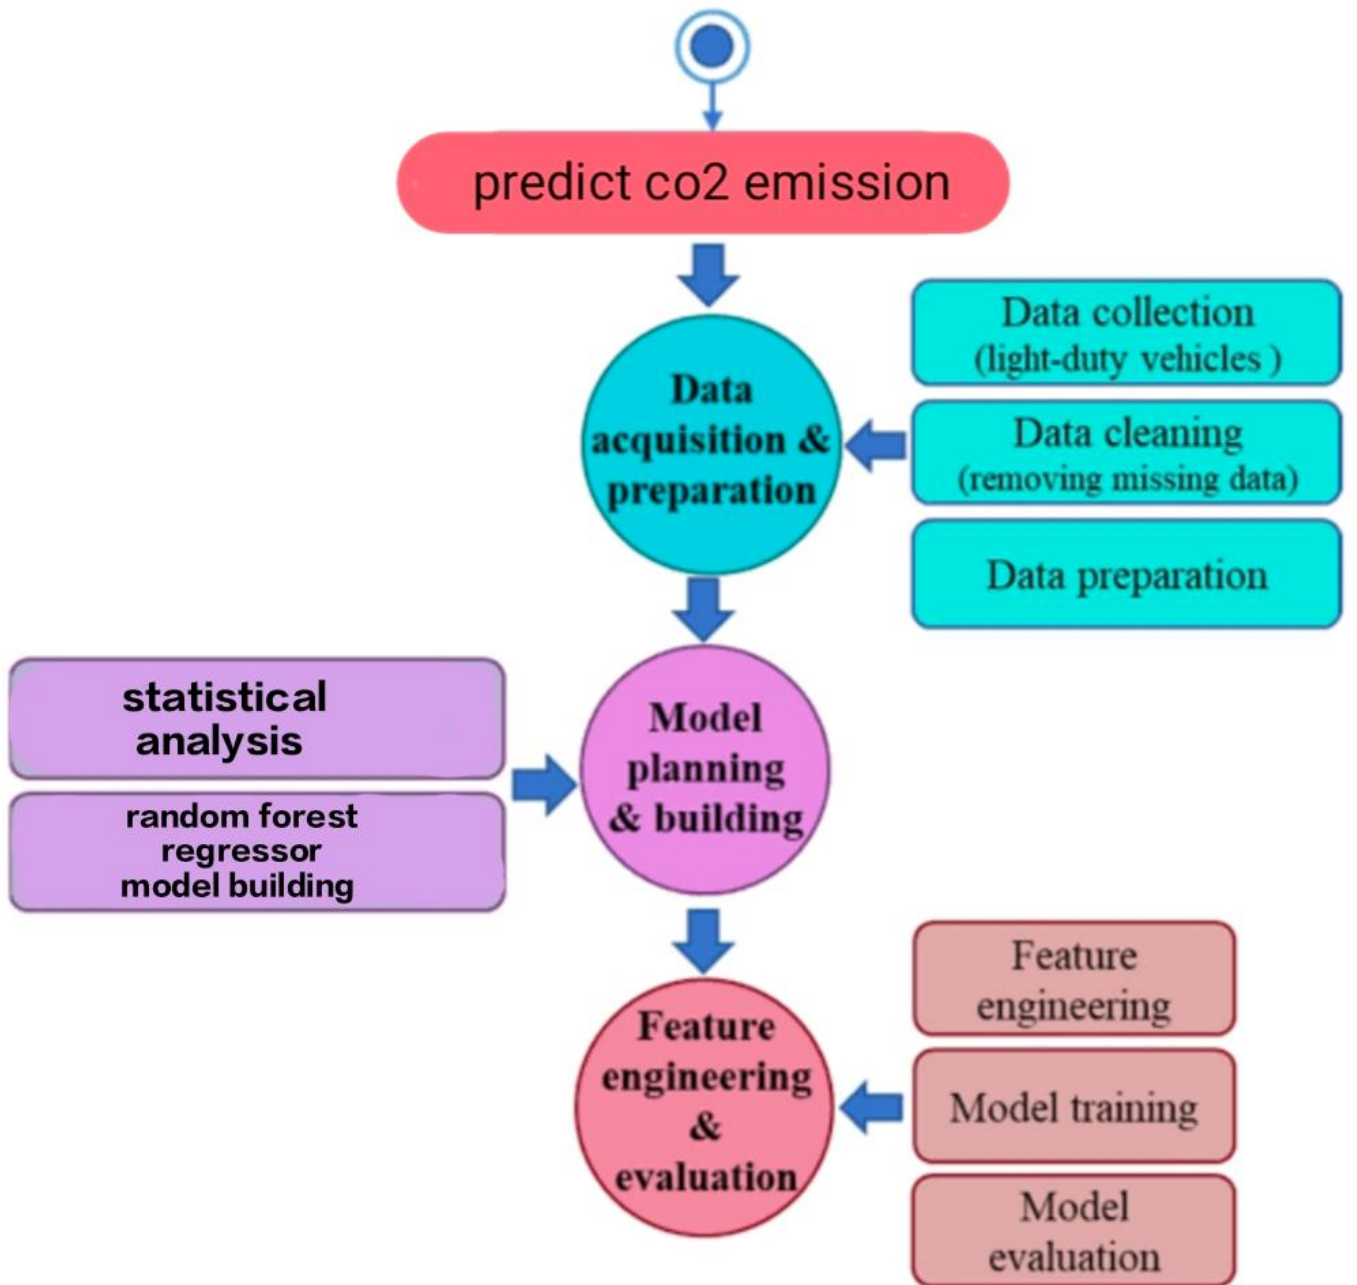 predict co2 emission
Data collection
(light-duty vehicles )
Data
acquisition &
preparation
Data cleaning
(removing missing data)
Data preparation
statistical
analysis
random forest
regressor
model building
Model
planning
& building
Feature
engineering
&
evaluation
Feature
engineering
Model training
Model
evaluation